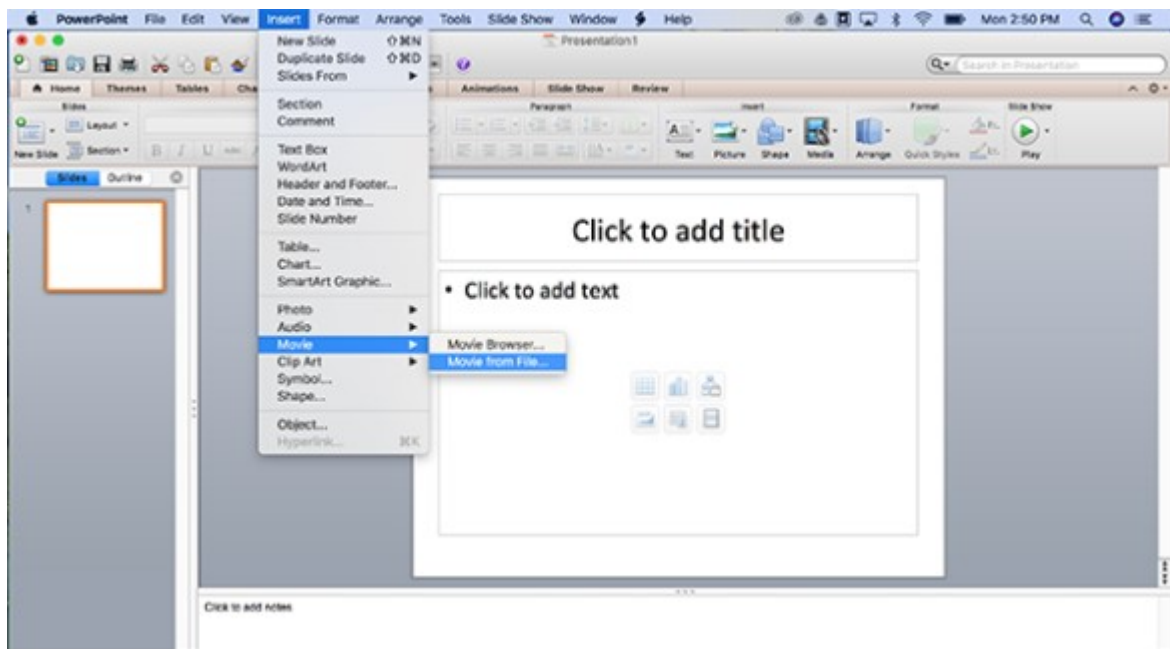 PowerPoint File Edit View Insert Format Arrange Tools Slide Show Window Help Mon 2:50 PM
Presentation1
Search in Presentation
Home Themes Tables Animations Slide Show Review
Slides Paragraph Insert Format Slide Show
Layout
New Slide Section B I U Text Picture Shape Media Arrange Quick Styles Play
New Slide ⇧⌘N
Duplicate Slide ⇧⌘D
Slides From
Section
Comment
Text Box
WordArt
Header and Footer...
Date and Time...
Slide Number
Table...
Chart...
SmartArt Graphic...
Photo
Audio
Movie
Clip Art
Symbol...
Shape...
Object...
Hyperlink... ⌘K
Movie Browser...
Movie from File...
Slides Outline
1
Click to add title
• Click to add text
Click to add notes